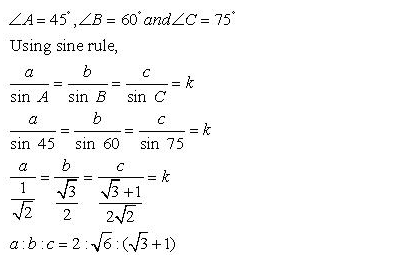 ∠A = 45°, ∠B = 60° and ∠C = 75°
Using sine rule,
a/sin A = b/sin B = c/sin C = k
a/sin 45 = b/sin 60 = c/sin 75 = k
a/(1/√2) = b/(√3/2) = c/((√3+1)/(2√2)) = k
a : b : c = 2 : √6 : (√3+1)